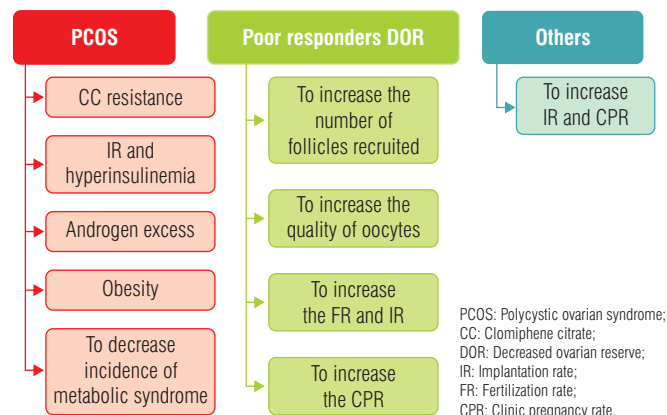 PCOS
CC resistance
IR and
hyperinsulinemia
Androgen excess
Obesity
To decrease
incidence of
metabolic syndrome
Poor responders DOR
To increase the
number of
follicles recruited
To increase the
quality of oocytes
To increase
the FR and IR
To increase
the CPR
Others
To increase
IR and CPR
PCOS: Polycystic ovarian syndrome;
CC: Clomiphene citrate;
DOR: Decreased ovarian reserve;
IR: Implantation rate;
FR: Fertilization rate;
CPR: Clinic pregnancy rate.